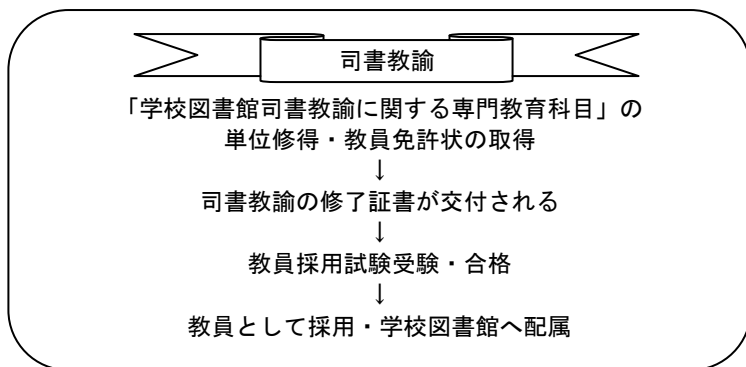 司書教諭
「学校図書館司書教諭に関する専門教育科目」の
単位修得・教員免許状の取得
↓
司書教諭の修了証書が交付される
↓
教員採用試験受験・合格
↓
教員として採用・学校図書館へ配属